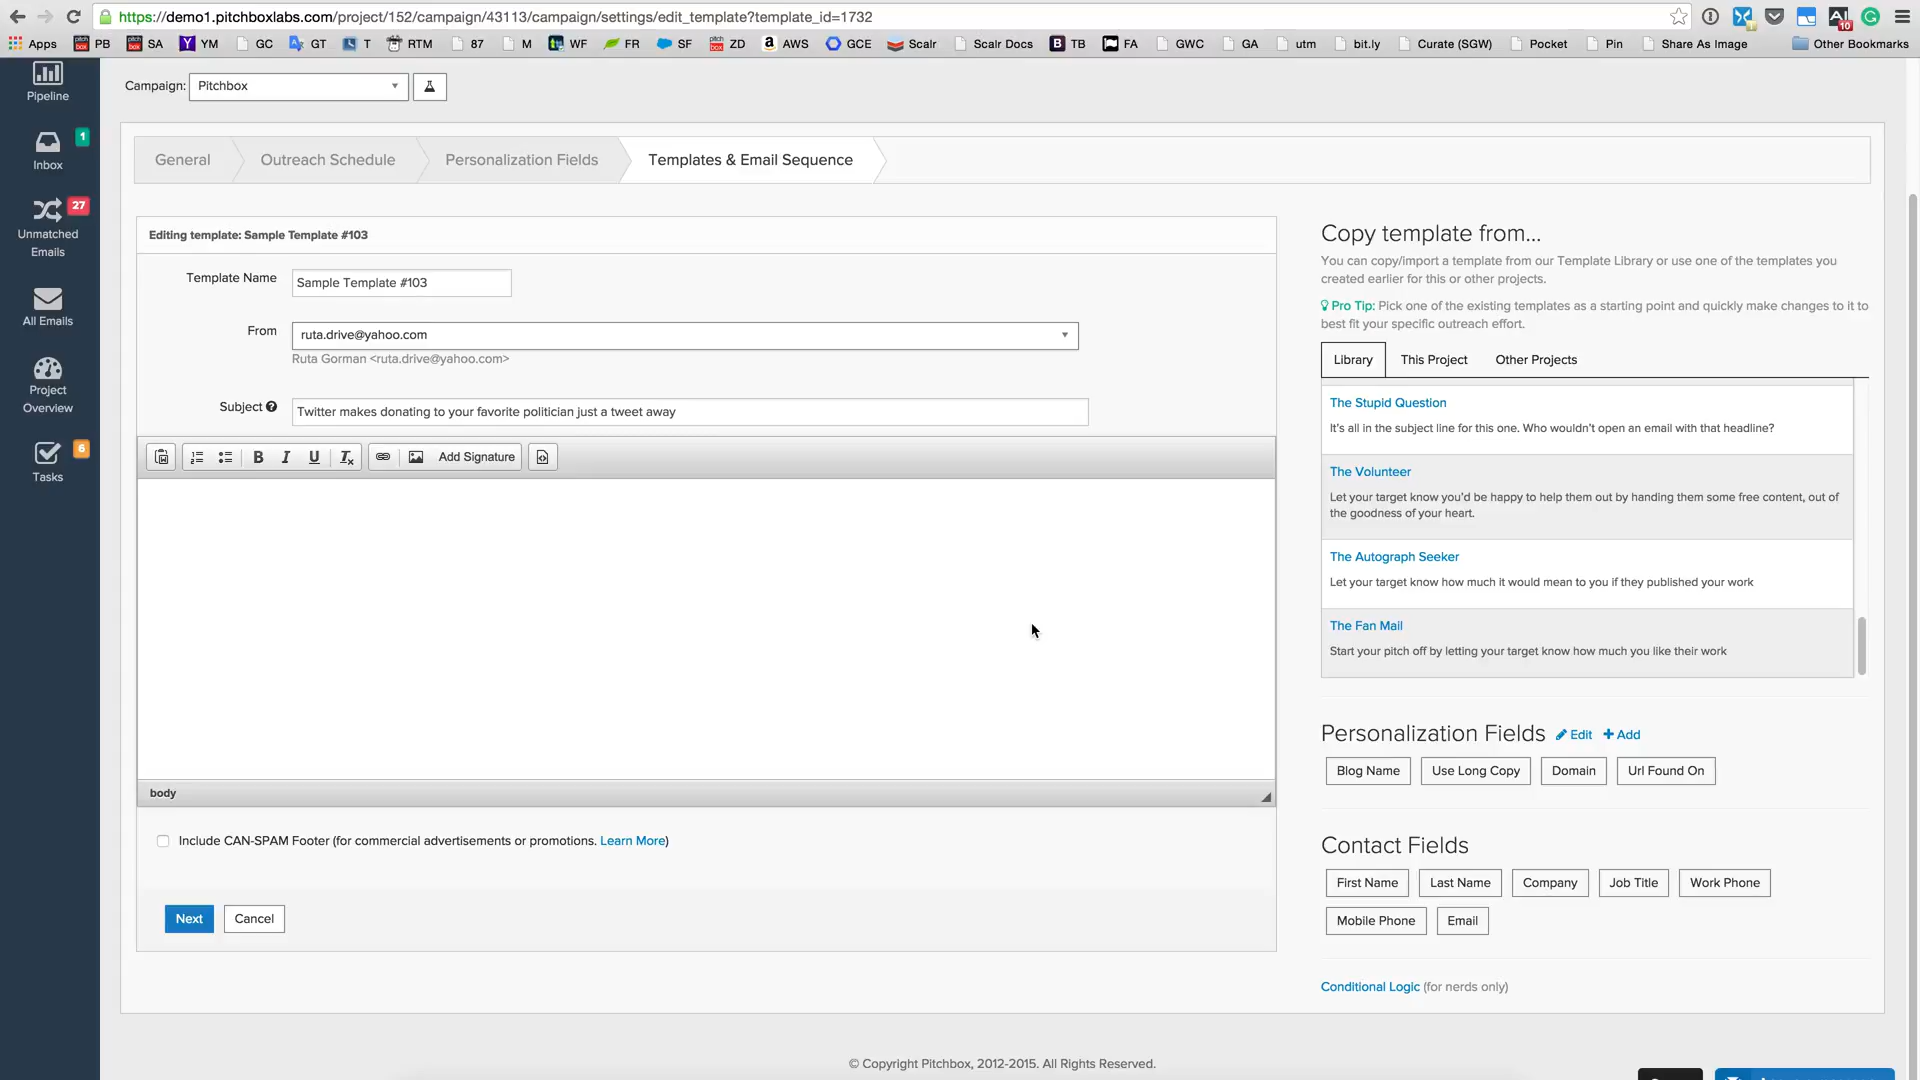 https://demo1.pitchboxlabs.com/project/152/campaign/43113/campaign/settings/edit_template?template_id=1732
10
Apps PB SA YM GC GT T RTM 87 M WF FR SF ZD AWS GCE Scalr Scalr Docs TB FA GWC GA utm bit.ly Curate (SGW) Pocket Pin Share As Image Other Bookmarks
Pipeline
1
Inbox
27
Unmatched
Emails
All Emails
Project
Overview
6
Tasks
Campaign: Pitchbox
General Outreach Schedule Personalization Fields Templates & Email Sequence
Editing template: Sample Template #103
Template Name Sample Template #103
From ruta.drive@yahoo.com
Ruta Gorman <ruta.drive@yahoo.com>
Subject Twitter makes donating to your favorite politician just a tweet away
B I U Add Signature
body
Include CAN-SPAM Footer (for commercial advertisements or promotions. Learn More)
Next Cancel
Copy template from...
You can copy/import a template from our Template Library or use one of the templates you
created earlier for this or other projects.
Pro Tip: Pick one of the existing templates as a starting point and quickly make changes to it to
best fit your specific outreach effort.
Library This Project Other Projects
The Stupid Question
It's all in the subject line for this one. Who wouldn't open an email with that headline?
The Volunteer
Let your target know you'd be happy to help them out by handing them some free content, out of
the goodness of your heart.
The Autograph Seeker
Let your target know how much it would mean to you if they published your work
The Fan Mail
Start your pitch off by letting your target know how much you like their work
Personalization Fields Edit Add
Blog Name Use Long Copy Domain Url Found On
Contact Fields
First Name Last Name Company Job Title Work Phone
Mobile Phone Email
Conditional Logic (for nerds only)
© Copyright Pitchbox, 2012-2015. All Rights Reserved.